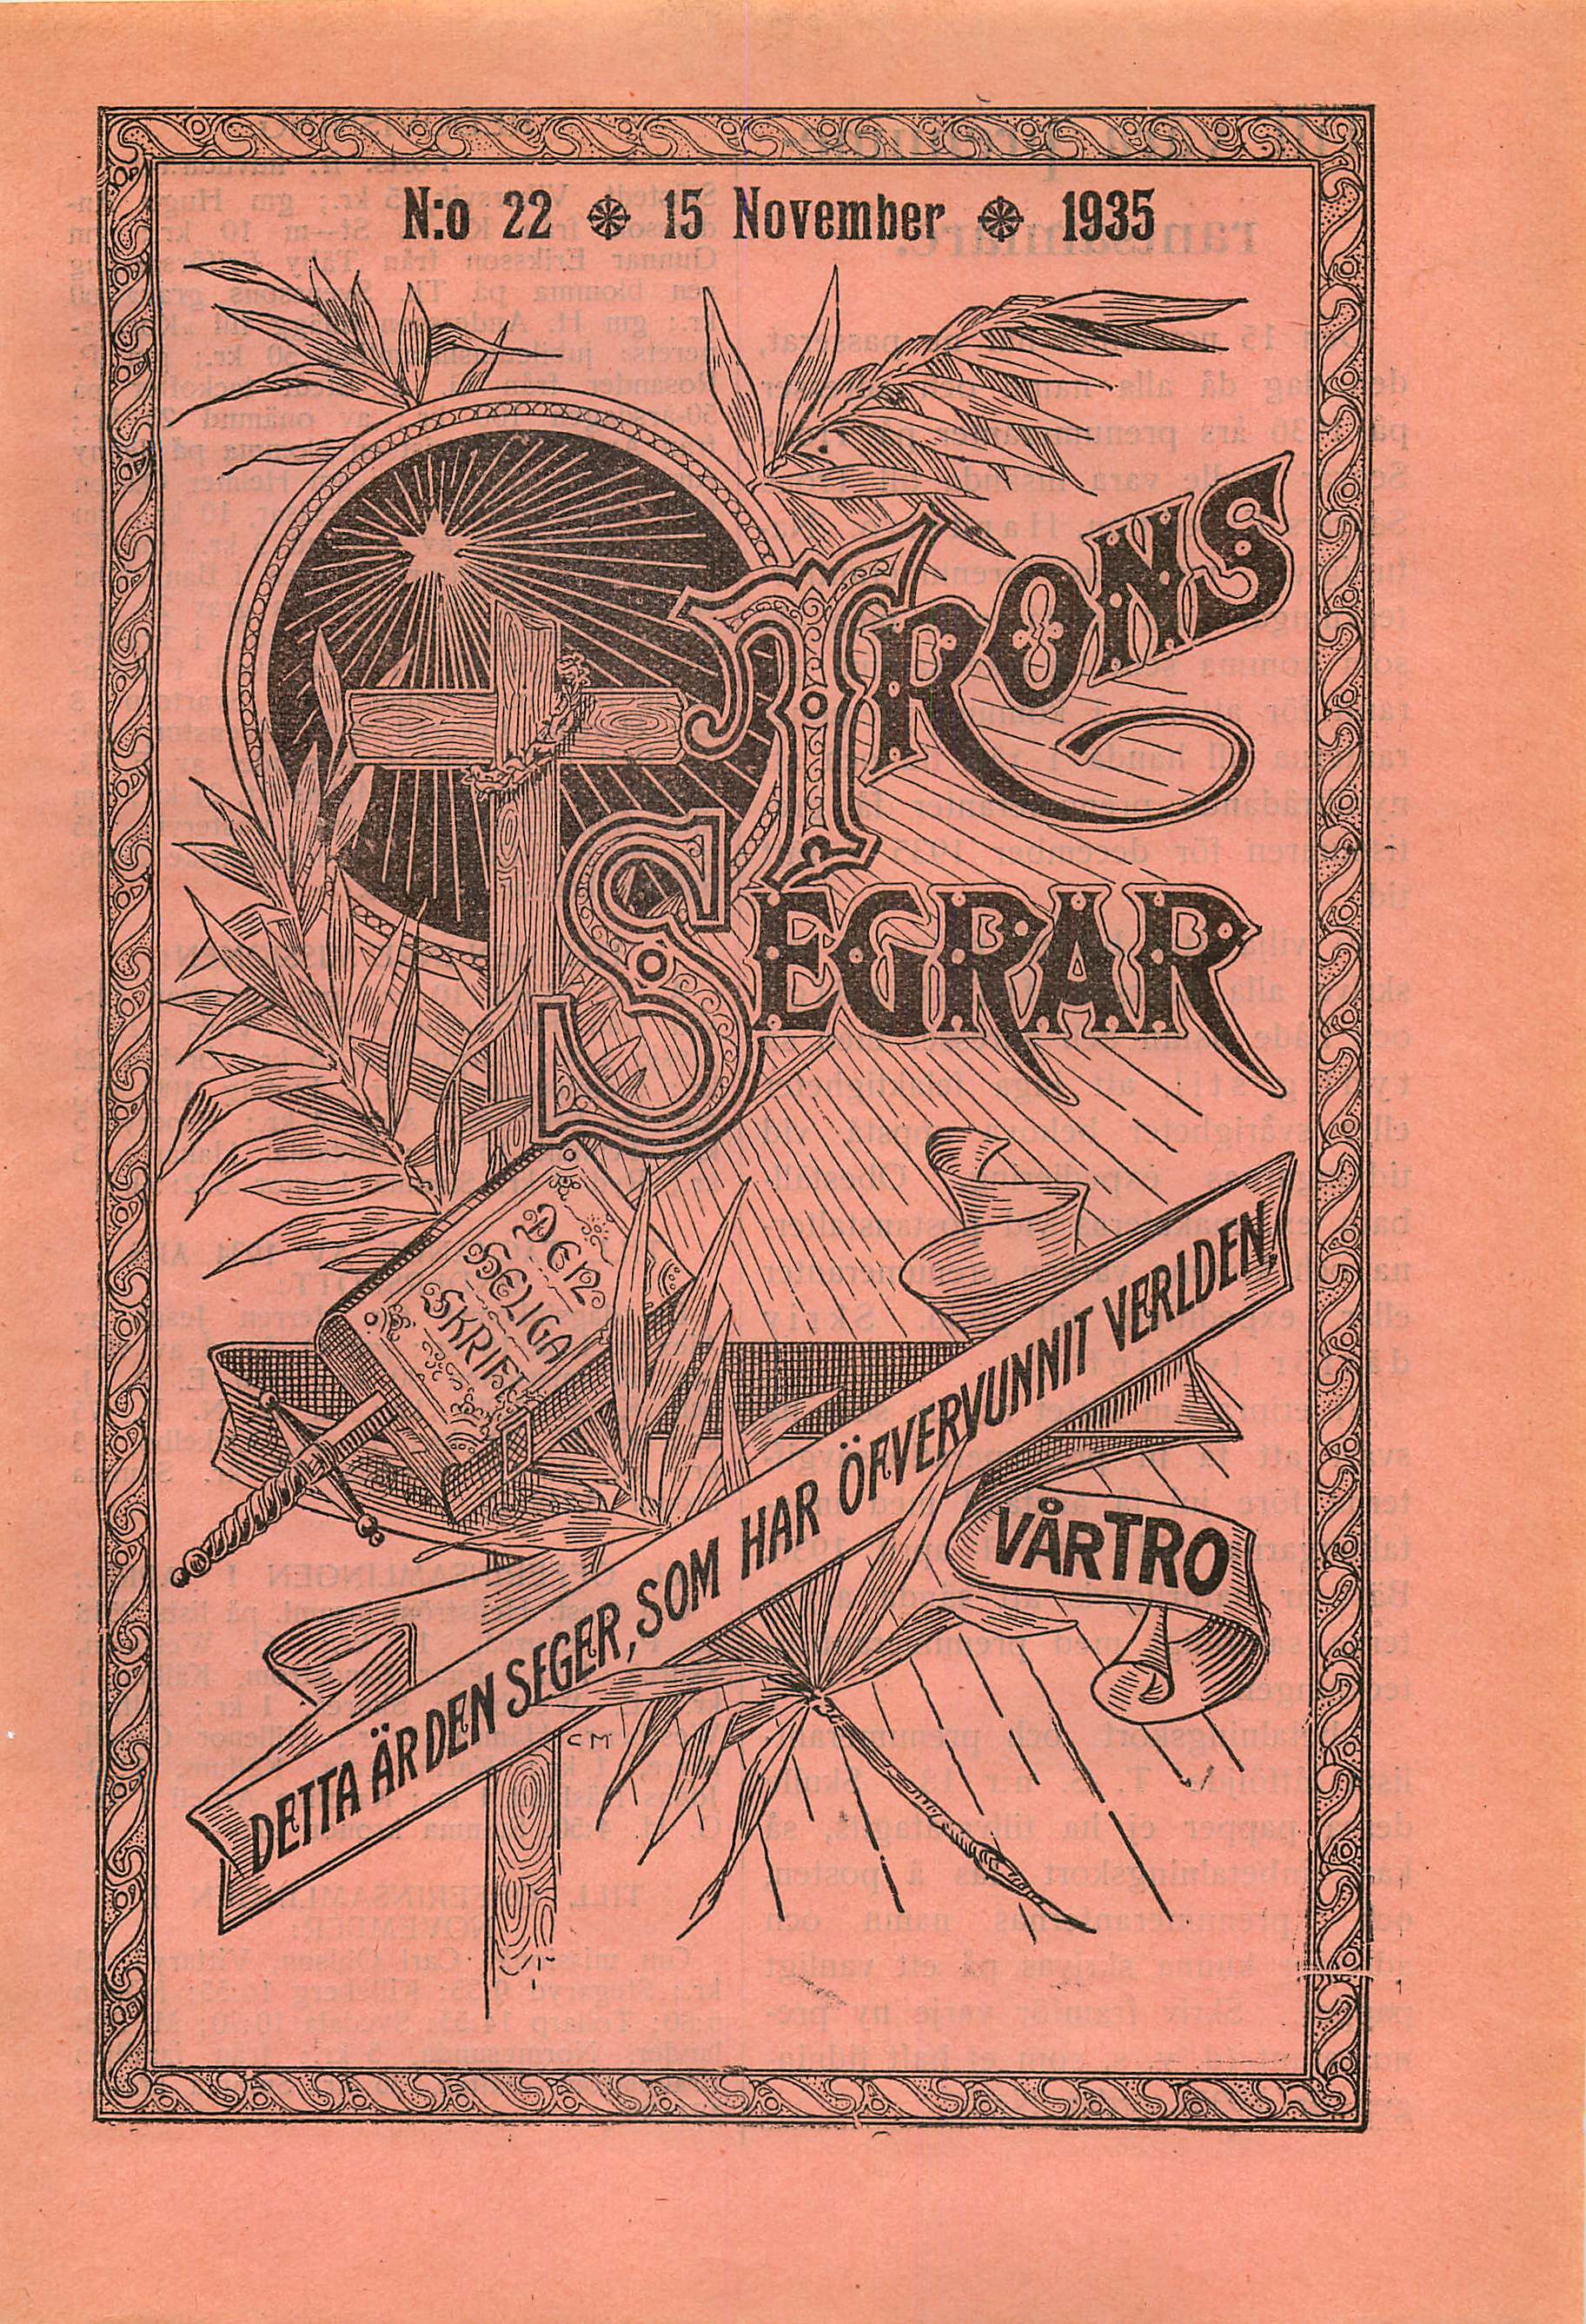 N:o 22 15 November 1935
TRONS
SEGRAR
DEN
HELIGA
SKRIFT
DETTA ÄR DEN SEGER, SOM HAR ÖFVERVUNNIT VERLDEN.
VÅR TRO
CM